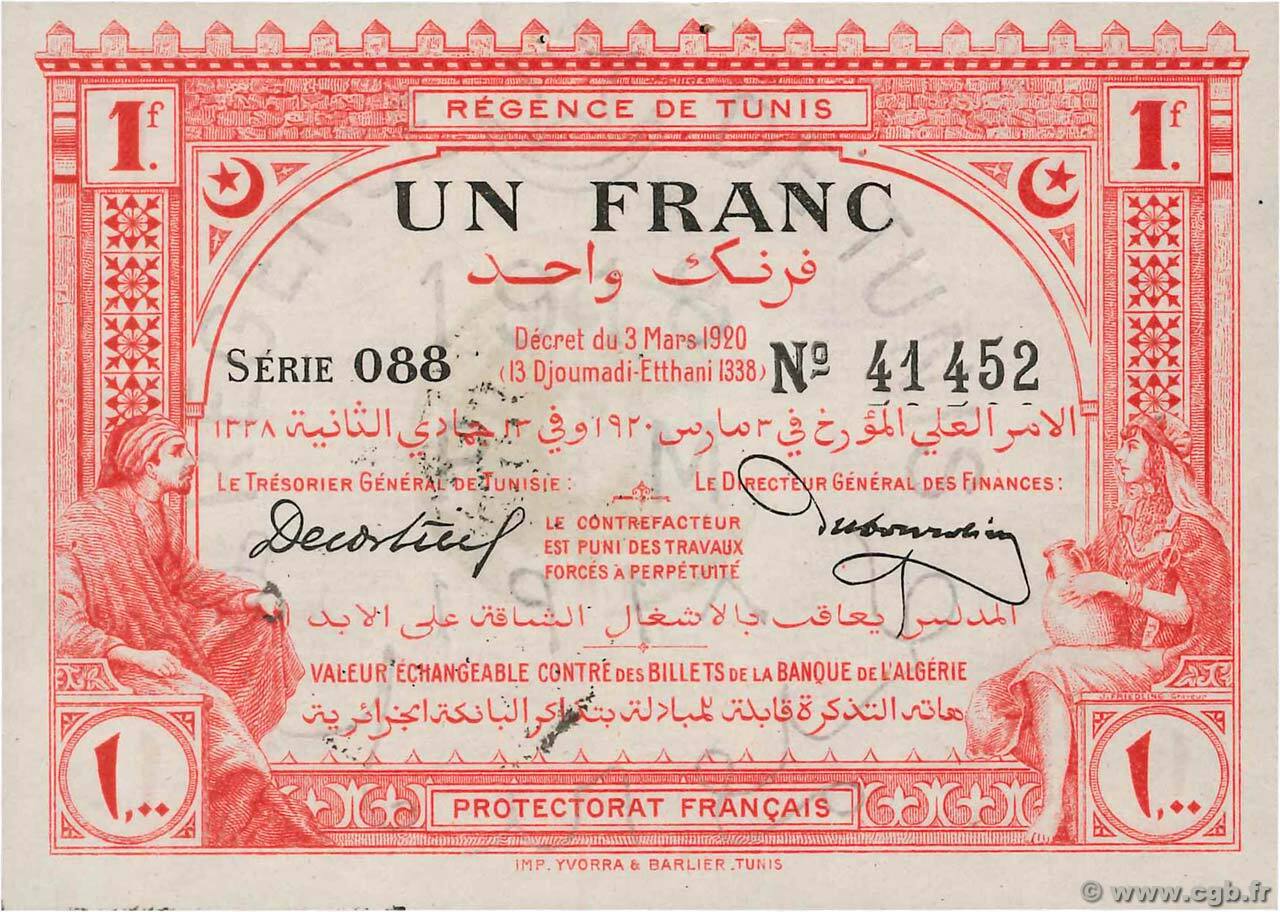 RÉGENCE DE TUNIS
1f. 1f.
UN FRANC
فرنك واحد
Décret du 3 Mars 1920
SÉRIE 088 (13 Djoumadi-Etthani 1338) Nº 41452
الامر العلي المؤرخ في ٣ مارس ١٩٢٠ وفي ١٣ جمادي الثانية ١٣٣٨
LE TRÉSORIER GÉNÉRAL DE TUNISIE: LE DIRECTEUR GÉNÉRAL DES FINANCES:
LE CONTREFACTEUR
EST PUNI DES TRAVAUX
FORCÉS À PERPÉTUITÉ
المدلس يعاقب بالاشغال الشاقة على الابد
VALEUR ÉCHANGEABLE CONTRE DES BILLETS DE LA BANQUE DE L'ALGÉRIE
هاته التذكرة قابلة للمبادلة بتذاكر البانكة الجزائرية
J. FRIEDLING GRAVEUR
١,٠٠ ١,٠٠
PROTECTORAT FRANÇAIS
IMP. YVORRA & BARLIER, TUNIS
© www.cgb.fr